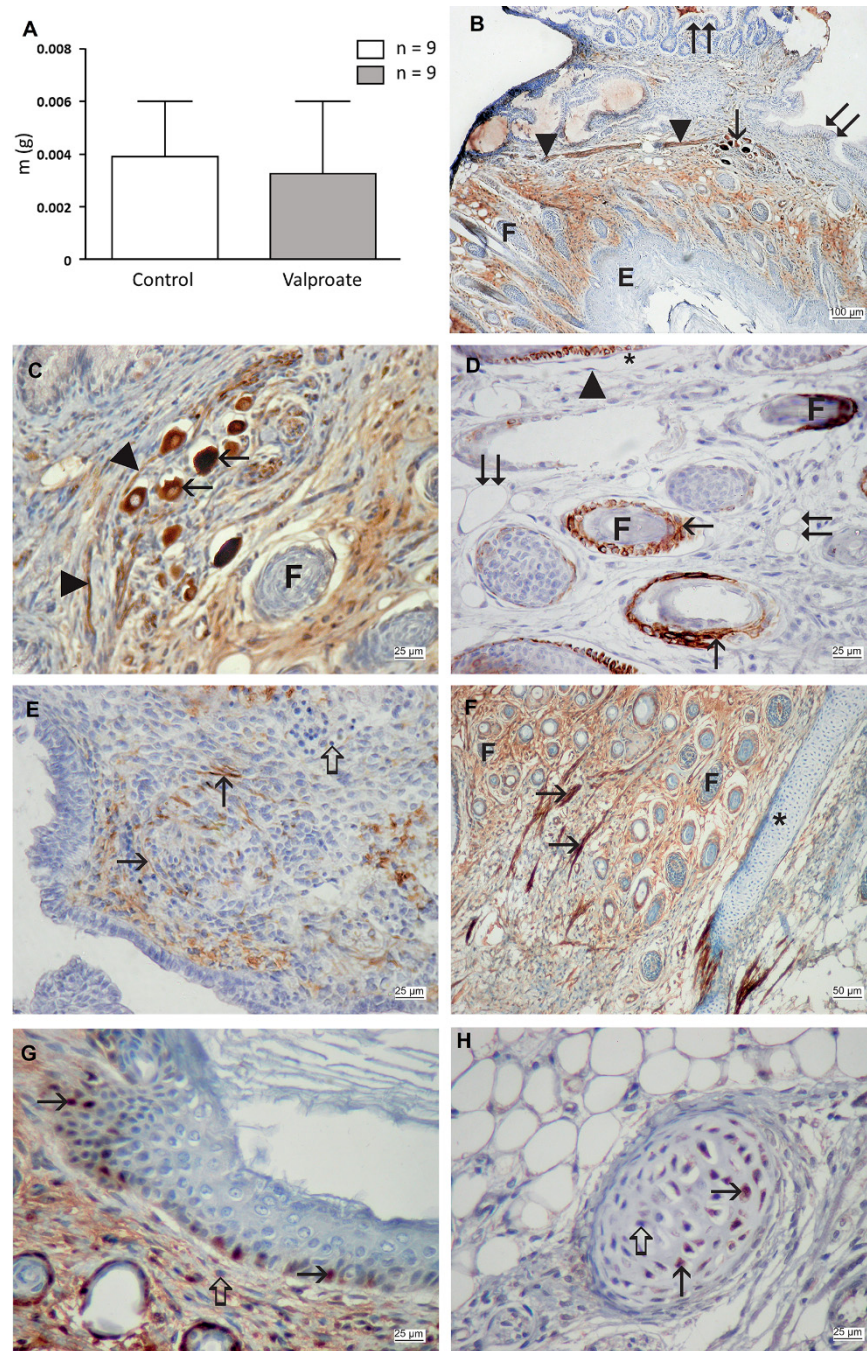 A
0.008
n = 9
n = 9
0.006
m (g)
0.004
0.002
0
Control
Valproate
B
F
E
100 µm
C
F
25 µm
D
*
F
F
25 µm
E
25 µm
F
F
F
*
50 µm
G
25 µm
H
25 µm